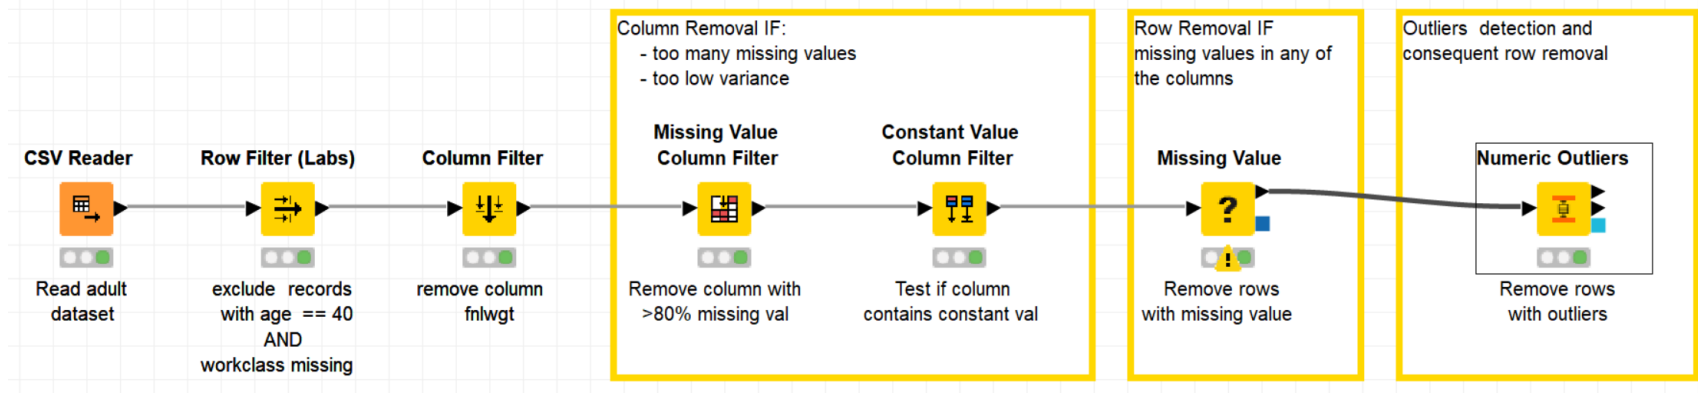 Column Removal IF:
- too many missing values
- too low variance
Row Removal IF
missing values in any of
the columns
Outliers  detection and
consequent row removal
CSV Reader
Row Filter (Labs)
Column Filter
Missing Value
Column Filter
Constant Value
Column Filter
Missing Value
Numeric Outliers
?
!
Read adult
dataset
exclude  records
with age  == 40
AND
workclass missing
remove column
fnlwgt
Remove column with
>80% missing val
Test if column
contains constant val
Remove rows
with missing value
Remove rows
with outliers